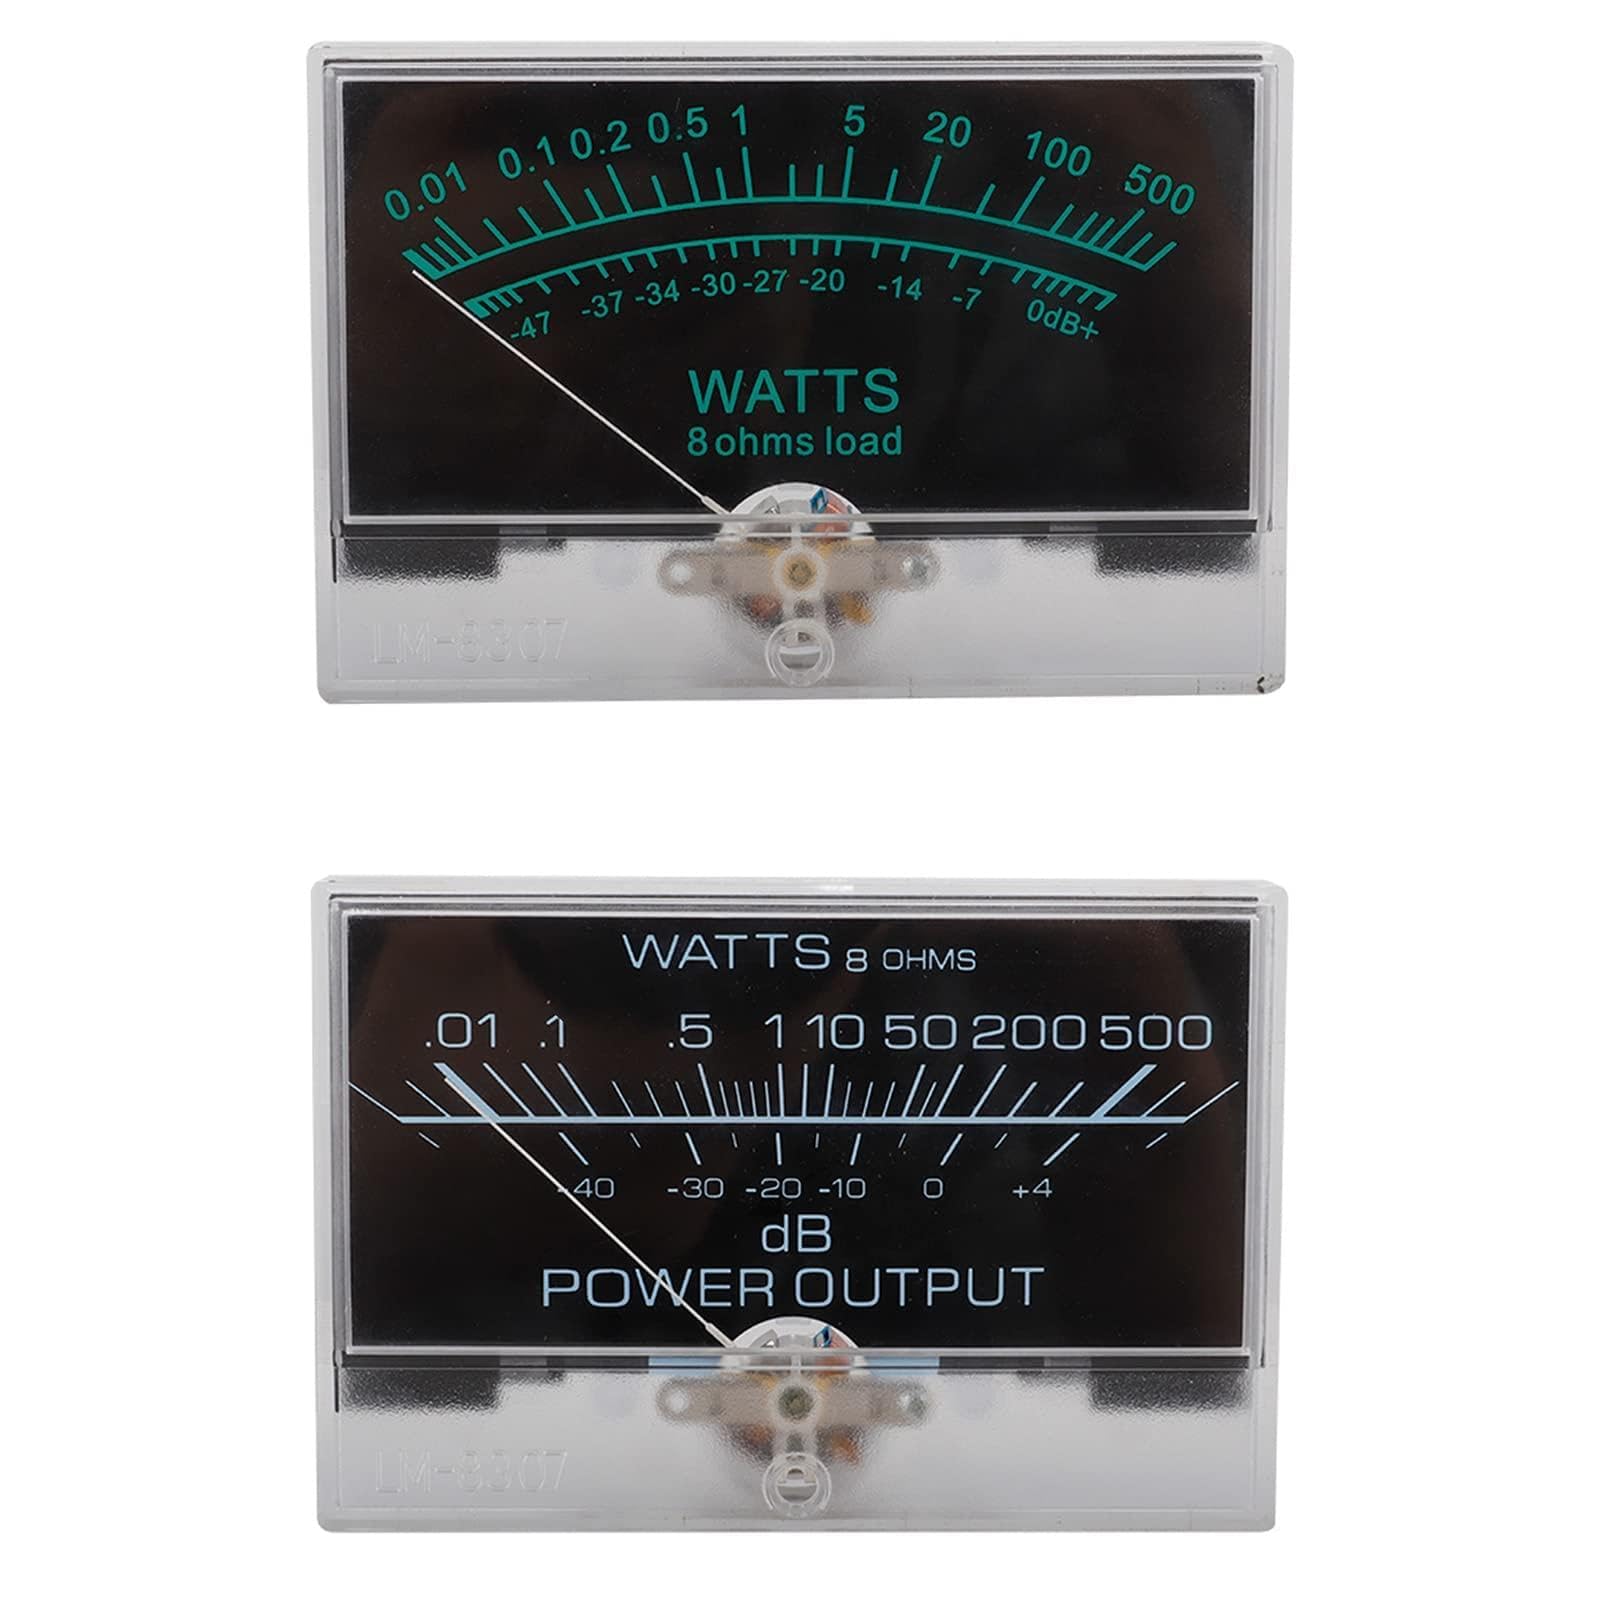 0.01 0.1 0.2 0.5 1 5 20 100 500
-47 -37 -34 -30 -27 -20 -14 -7 0dB+
WATTS
8 ohms load
LM-8307
WATTS 8 OHMS
.01 .1 .5 1 10 50 200 500
-40 -30 -20 -10 0 +4
dB
POWER OUTPUT
LM-8307